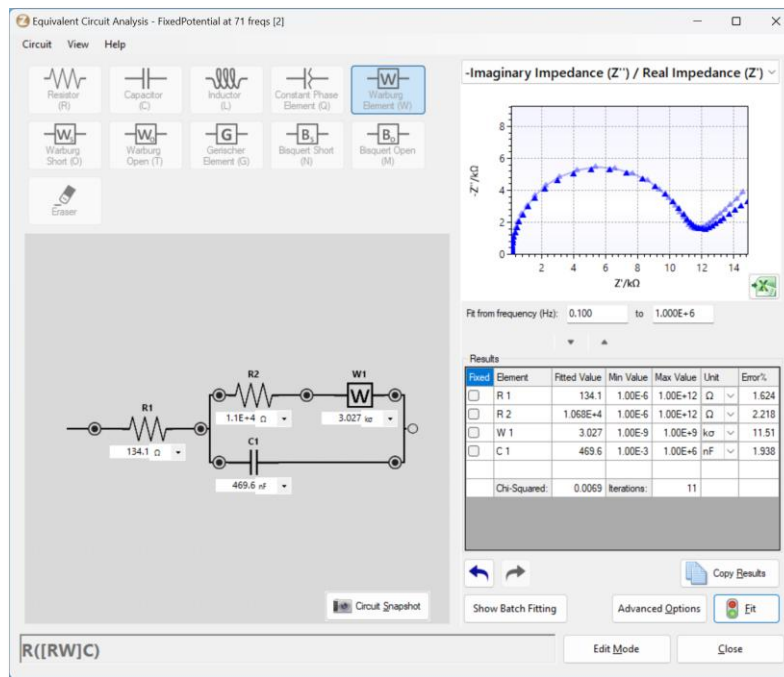 Equivalent Circuit Analysis - FixedPotential at 71 freqs [2]
Circuit View Help
Resistor (R)
Capacitor (C)
Inductor (L)
Constant Phase Element (Q)
W
Warburg Element (W)
Ws
Warburg Short (O)
Wo
Warburg Open (T)
G
Gerischer Element (G)
Bs
Bisquert Short (N)
Bo
Bisquert Open (M)
Eraser
R1
134.1 Ω
R2
1.1E+4 Ω
W1
W
3.027 kσ
C1
469.6 nF
Circuit Snapshot
R([RW]C)
-Imaginary Impedance (Z'') / Real Impedance (Z')
-Z''/kΩ
8
6
4
2
0
2 4 6 8 10 12 14
Z'/kΩ
Fit from frequency (Hz): 0.100 to 1.000E+6
Results
Fixed Element Fitted Value Min Value Max Value Unit Error%
R 1 134.1 1.00E-6 1.00E+12 Ω 1.624
R 2 1.068E+4 1.00E-6 1.00E+12 Ω 2.218
W 1 3.027 1.00E-9 1.00E+9 kσ 11.51
C 1 469.6 1.00E-3 1.00E+6 nF 1.938
Chi-Squared: 0.0069 Iterations: 11
Copy Results
Show Batch Fitting Advanced Options Fit
Edit Mode Close